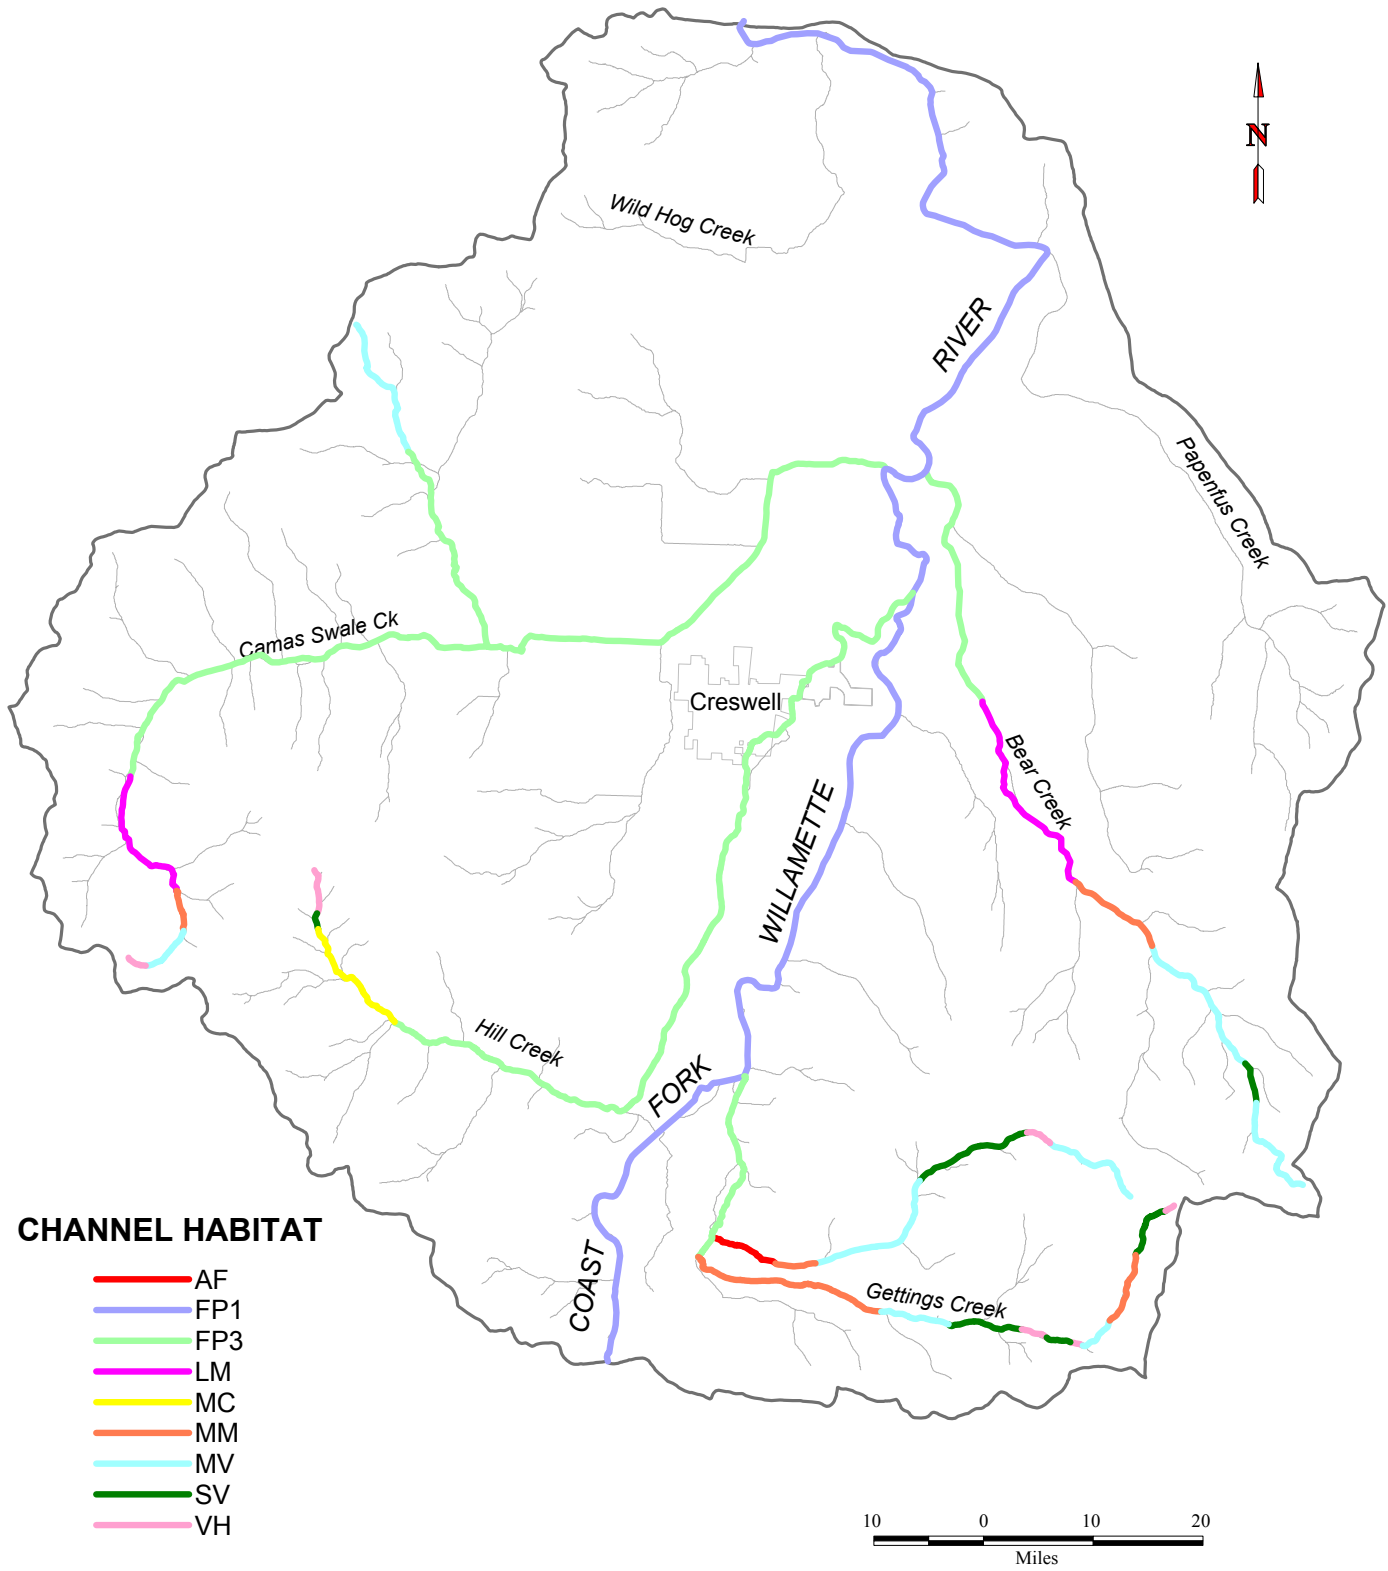 N
Wild Hog Creek
RIVER
Papenfus Creek
Camas Swale Ck
Creswell
Bear Creek
WILLAMETTE
Hill Creek
FORK
Gettings Creek
COAST
CHANNEL HABITAT
AF
FP1
FP3
LM
MC
MM
MV
SV
VH
10 0 10 20
Miles